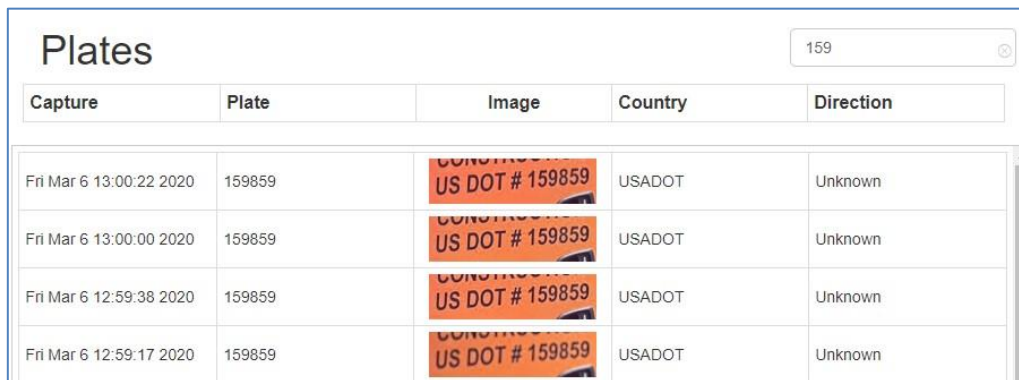 Plates
159
Capture Plate Image Country Direction
Fri Mar 6 13:00:22 2020 159859 US DOT # 159859 USADOT Unknown
Fri Mar 6 13:00:00 2020 159859 US DOT # 159859 USADOT Unknown
Fri Mar 6 12:59:38 2020 159859 US DOT # 159859 USADOT Unknown
Fri Mar 6 12:59:17 2020 159859 US DOT # 159859 USADOT Unknown